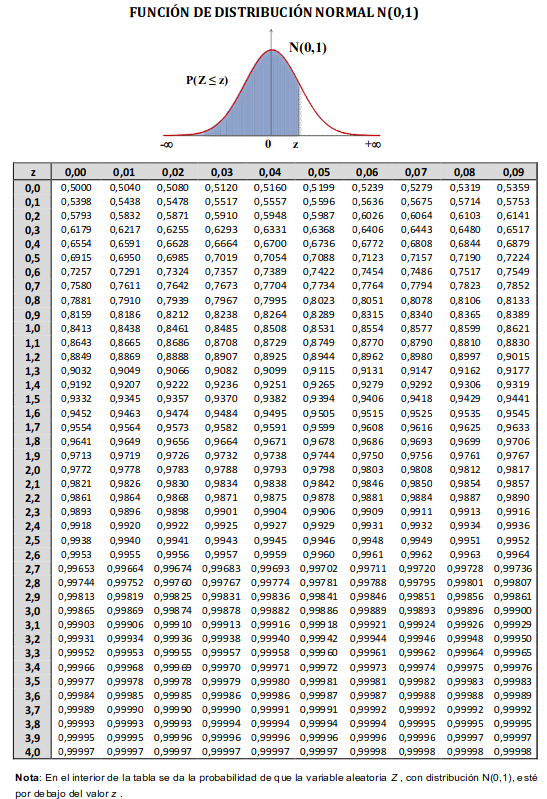 FUNCIÓN DE DISTRIBUCIÓN NORMAL N(0,1)
N(0,1)
P(Z ≤ z)
-∞ 0 z +∞
z 0,00 0,01 0,02 0,03 0,04 0,05 0,06 0,07 0,08 0,09
0,0 0,5000 0,5040 0,5080 0,5120 0,5160 0,5199 0,5239 0,5279 0,5319 0,5359
0,1 0,5398 0,5438 0,5478 0,5517 0,5557 0,5596 0,5636 0,5675 0,5714 0,5753
0,2 0,5793 0,5832 0,5871 0,5910 0,5948 0,5987 0,6026 0,6064 0,6103 0,6141
0,3 0,6179 0,6217 0,6255 0,6293 0,6331 0,6368 0,6406 0,6443 0,6480 0,6517
0,4 0,6554 0,6591 0,6628 0,6664 0,6700 0,6736 0,6772 0,6808 0,6844 0,6879
0,5 0,6915 0,6950 0,6985 0,7019 0,7054 0,7088 0,7123 0,7157 0,7190 0,7224
0,6 0,7257 0,7291 0,7324 0,7357 0,7389 0,7422 0,7454 0,7486 0,7517 0,7549
0,7 0,7580 0,7611 0,7642 0,7673 0,7704 0,7734 0,7764 0,7794 0,7823 0,7852
0,8 0,7881 0,7910 0,7939 0,7967 0,7995 0,8023 0,8051 0,8078 0,8106 0,8133
0,9 0,8159 0,8186 0,8212 0,8238 0,8264 0,8289 0,8315 0,8340 0,8365 0,8389
1,0 0,8413 0,8438 0,8461 0,8485 0,8508 0,8531 0,8554 0,8577 0,8599 0,8621
1,1 0,8643 0,8665 0,8686 0,8708 0,8729 0,8749 0,8770 0,8790 0,8810 0,8830
1,2 0,8849 0,8869 0,8888 0,8907 0,8925 0,8944 0,8962 0,8980 0,8997 0,9015
1,3 0,9032 0,9049 0,9066 0,9082 0,9099 0,9115 0,9131 0,9147 0,9162 0,9177
1,4 0,9192 0,9207 0,9222 0,9236 0,9251 0,9265 0,9279 0,9292 0,9306 0,9319
1,5 0,9332 0,9345 0,9357 0,9370 0,9382 0,9394 0,9406 0,9418 0,9429 0,9441
1,6 0,9452 0,9463 0,9474 0,9484 0,9495 0,9505 0,9515 0,9525 0,9535 0,9545
1,7 0,9554 0,9564 0,9573 0,9582 0,9591 0,9599 0,9608 0,9616 0,9625 0,9633
1,8 0,9641 0,9649 0,9656 0,9664 0,9671 0,9678 0,9686 0,9693 0,9699 0,9706
1,9 0,9713 0,9719 0,9726 0,9732 0,9738 0,9744 0,9750 0,9756 0,9761 0,9767
2,0 0,9772 0,9778 0,9783 0,9788 0,9793 0,9798 0,9803 0,9808 0,9812 0,9817
2,1 0,9821 0,9826 0,9830 0,9834 0,9838 0,9842 0,9846 0,9850 0,9854 0,9857
2,2 0,9861 0,9864 0,9868 0,9871 0,9875 0,9878 0,9881 0,9884 0,9887 0,9890
2,3 0,9893 0,9896 0,9898 0,9901 0,9904 0,9906 0,9909 0,9911 0,9913 0,9916
2,4 0,9918 0,9920 0,9922 0,9925 0,9927 0,9929 0,9931 0,9932 0,9934 0,9936
2,5 0,9938 0,9940 0,9941 0,9943 0,9945 0,9946 0,9948 0,9949 0,9951 0,9952
2,6 0,9953 0,9955 0,9956 0,9957 0,9959 0,9960 0,9961 0,9962 0,9963 0,9964
2,7 0,99653 0,99664 0,99674 0,99683 0,99693 0,99702 0,99711 0,99720 0,99728 0,99736
2,8 0,99744 0,99752 0,99760 0,99767 0,99774 0,99781 0,99788 0,99795 0,99801 0,99807
2,9 0,99813 0,99819 0,99825 0,99831 0,99836 0,99841 0,99846 0,99851 0,99856 0,99861
3,0 0,99865 0,99869 0,99874 0,99878 0,99882 0,99886 0,99889 0,99893 0,99896 0,99900
3,1 0,99903 0,99906 0,99910 0,99913 0,99916 0,99918 0,99921 0,99924 0,99926 0,99929
3,2 0,99931 0,99934 0,99936 0,99938 0,99940 0,99942 0,99944 0,99946 0,99948 0,99950
3,3 0,99952 0,99953 0,99955 0,99957 0,99958 0,99960 0,99961 0,99962 0,99964 0,99965
3,4 0,99966 0,99968 0,99969 0,99970 0,99971 0,99972 0,99973 0,99974 0,99975 0,99976
3,5 0,99977 0,99978 0,99978 0,99979 0,99980 0,99981 0,99981 0,99982 0,99983 0,99983
3,6 0,99984 0,99985 0,99985 0,99986 0,99986 0,99987 0,99987 0,99988 0,99988 0,99989
3,7 0,99989 0,99990 0,99990 0,99990 0,99991 0,99991 0,99992 0,99992 0,99992 0,99992
3,8 0,99993 0,99993 0,99993 0,99994 0,99994 0,99994 0,99994 0,99995 0,99995 0,99995
3,9 0,99995 0,99995 0,99996 0,99996 0,99996 0,99996 0,99996 0,99996 0,99997 0,99997
4,0 0,99997 0,99997 0,99997 0,99997 0,99997 0,99997 0,99998 0,99998 0,99998 0,99998
Nota: En el interior de la tabla se da la probabilidad de que la variable aleatoria Z , con distribución N(0,1), esté
por debajo del valor z .